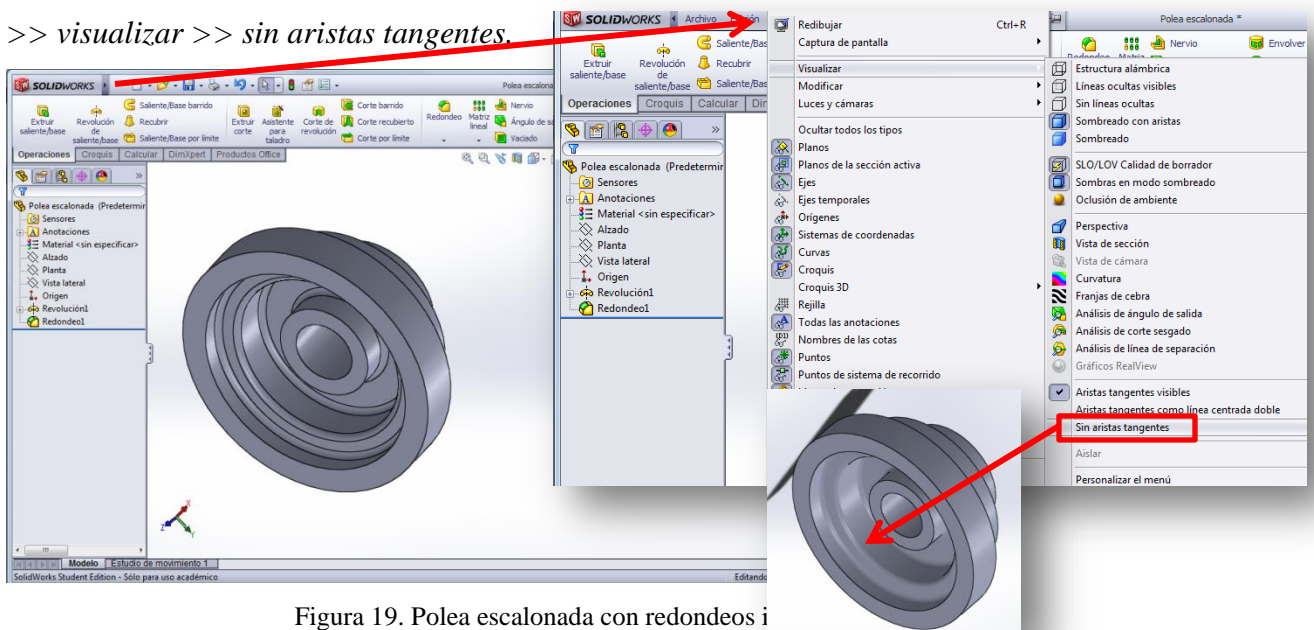 >> visualizar >> sin aristas tangentes.
SOLIDWORKS
Polea escalona
Extruir saliente/base
Revolución de saliente/base
Saliente/Base barrido
Recubrir
Saliente/Base por límite
Extruir corte
Asistente para taladro
Corte de revolución
Corte barrido
Corte recubierto
Corte por límite
Redondeo
Matriz lineal
Nervio
Ángulo de sa
Vaciado
Operaciones
Croquis
Calcular
DimXpert
Productos Office
»
Polea escalonada (Predetermir
Sensores
Anotaciones
Material <sin especificar>
Alzado
Planta
Vista lateral
Origen
Revolución1
Redondeo1
X
Y
Z
Modelo
Estudio de movimiento 1
SolidWorks Student Edition - Sólo para uso académico
Editando
SOLIDWORKS
Archivo
Polea escalonada *
Extruir saliente/base
Revolución de saliente/base
Saliente/Bas
Recubrir
Saliente/Bas
Nervio
Envolver
Operaciones
Croquis
Calcular
»
Polea escalonada (Predetermir
Sensores
Anotaciones
Material <sin especificar>
Alzado
Planta
Vista lateral
Origen
Revolución1
Redondeo1
Redibujar Ctrl+R
Captura de pantalla
Visualizar
Modificar
Luces y cámaras
Ocultar todos los tipos
Planos
Planos de la sección activa
Ejes
Ejes temporales
Orígenes
Sistemas de coordenadas
Curvas
Croquis
Croquis 3D
Rejilla
Todas las anotaciones
Nombres de las cotas
Puntos
Puntos de sistema de recorrido
Estructura alámbrica
Líneas ocultas visibles
Sin líneas ocultas
Sombreado con aristas
Sombreado
SLO/LOV Calidad de borrador
Sombras en modo sombreado
Oclusión de ambiente
Perspectiva
Vista de sección
Vista de cámara
Curvatura
Franjas de cebra
Análisis de ángulo de salida
Análisis de corte sesgado
Análisis de línea de separación
Gráficos RealView
Aristas tangentes visibles
Aristas tangentes como línea centrada doble
Sin aristas tangentes
Aislar
Personalizar el menú
Figura 19. Polea escalonada con redondeos i